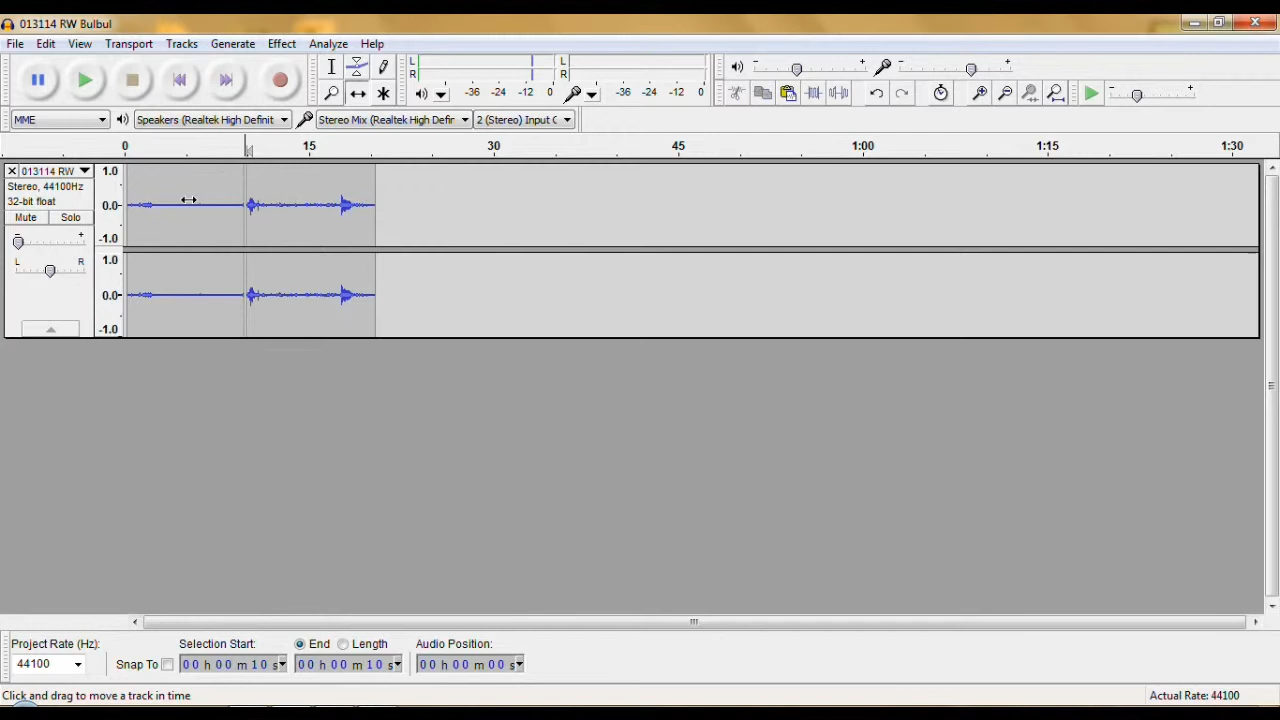 013114 RW Bulbul
File Edit View Transport Tracks Generate Effect Analyze Help
L
R
-36 -24 -12 0
L
R
-36 -24 -12 0
- +
- +
- +
MME
Speakers (Realtek High Definit
Stereo Mix (Realtek High Defir
2 (Stereo) Input C
0 15 30 45 1:00 1:15 1:30
013114 RW
Stereo, 44100Hz
32-bit float
Mute Solo
- +
L R
1.0
0.0
-1.0
1.0
0.0
-1.0
Project Rate (Hz):
44100
Snap To
Selection Start:
End Length
Audio Position:
00 h 00 m 10 s
00 h 00 m 10 s
00 h 00 m 00 s
Click and drag to move a track in time
Actual Rate: 44100